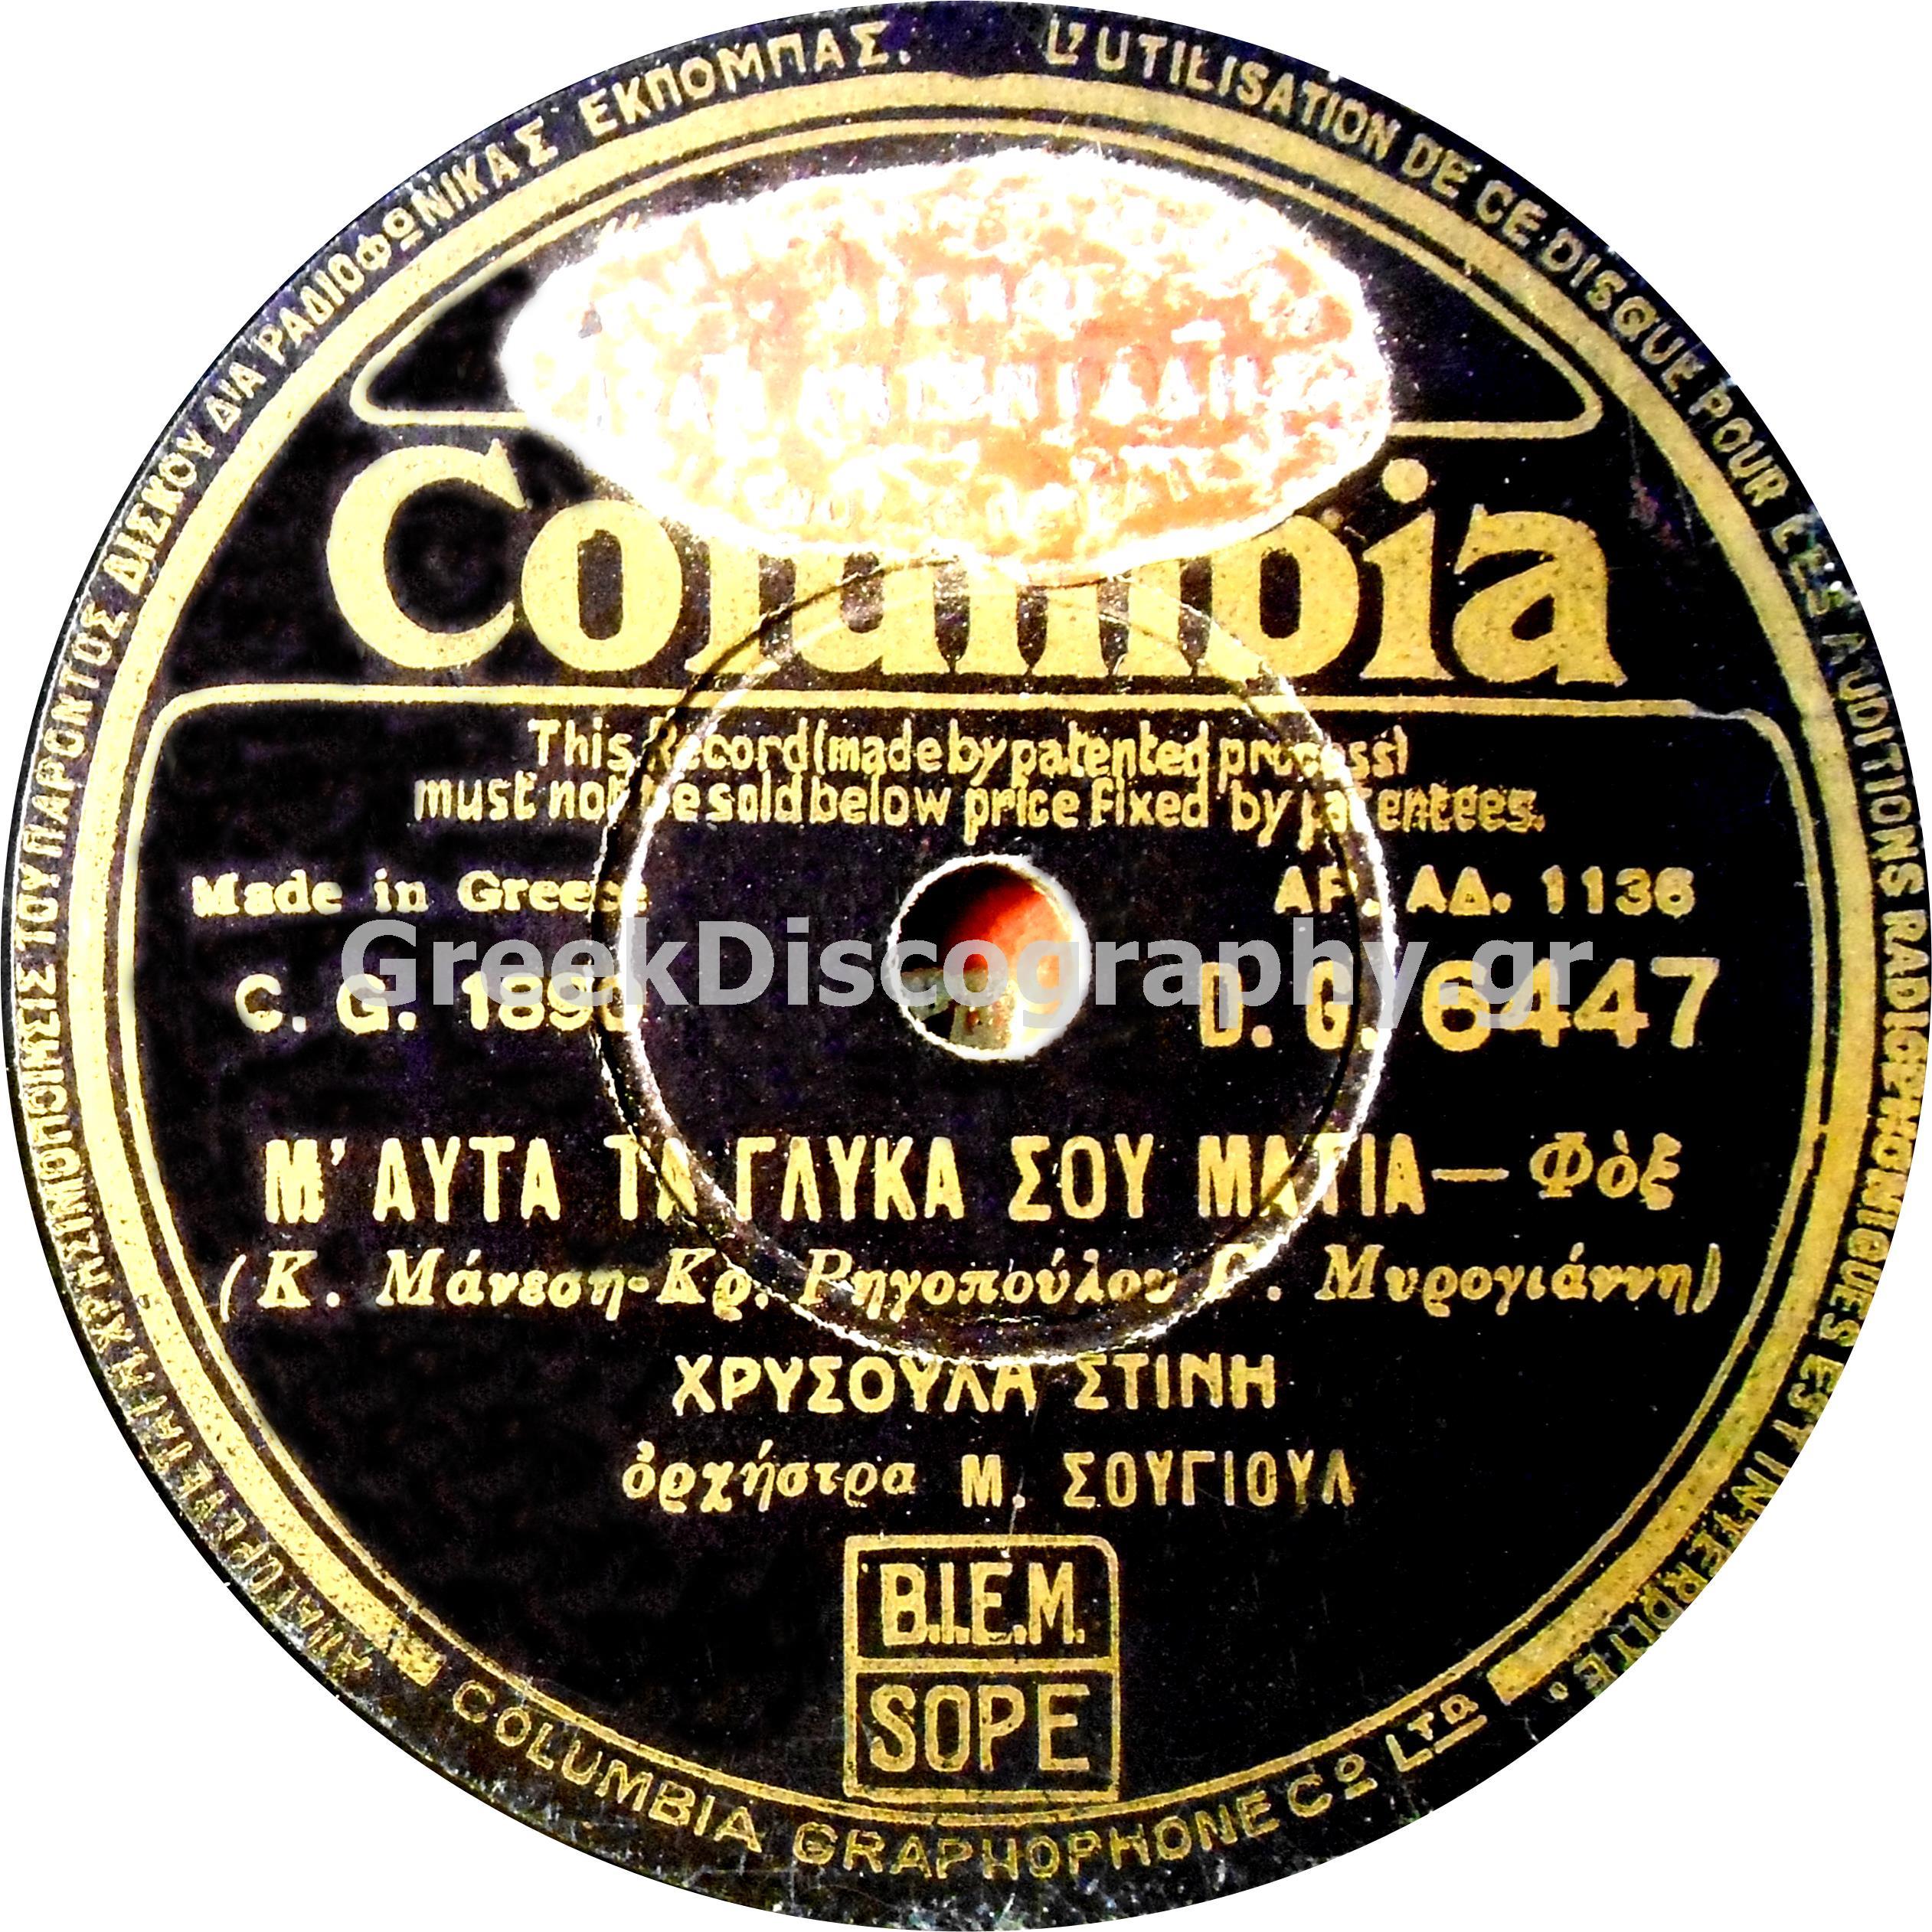 ΑΠΑΓΟΡΕΥΕΤΑΙ Η ΧΡΗΣΙΜΟΠΟΙΗΣΙΣ ΤΟΥ ΠΑΡΟΝΤΟΣ ΔΙΣΚΟΥ ΔΙΑ ΡΑΔΙΟΦΩΝΙΚΑΣ ΕΚΠΟΜΠΑΣ.
L'UTILISATION DE CE DISQUE POUR LES AUDITIONS RADIOPHONIQUES EST INTERDITE.
Columbia
This Record (made by patented process)
must not be sold below price fixed by patentees.
Made in Greece
ΑΡ. ΑΔ. 1136
GreekDiscography.gr
C. G.
D. G. 6447
Μ' ΑΥΤΑ ΤΑ ΓΛΥΚΑ ΣΟΥ ΜΑΤΙΑ — Φὸξ
(Κ. Μάνεση-Κρ. Ρηγοπούλου Μυρογιάννη)
ΧΡΥΣΟΥΛΑ ΣΤΙΝΗ
ὀρχήστρα Μ. ΣΟΥΓΙΟΥΛ
B.I.E.M.
SOPE
COLUMBIA GRAPHOPHONE Co LTD